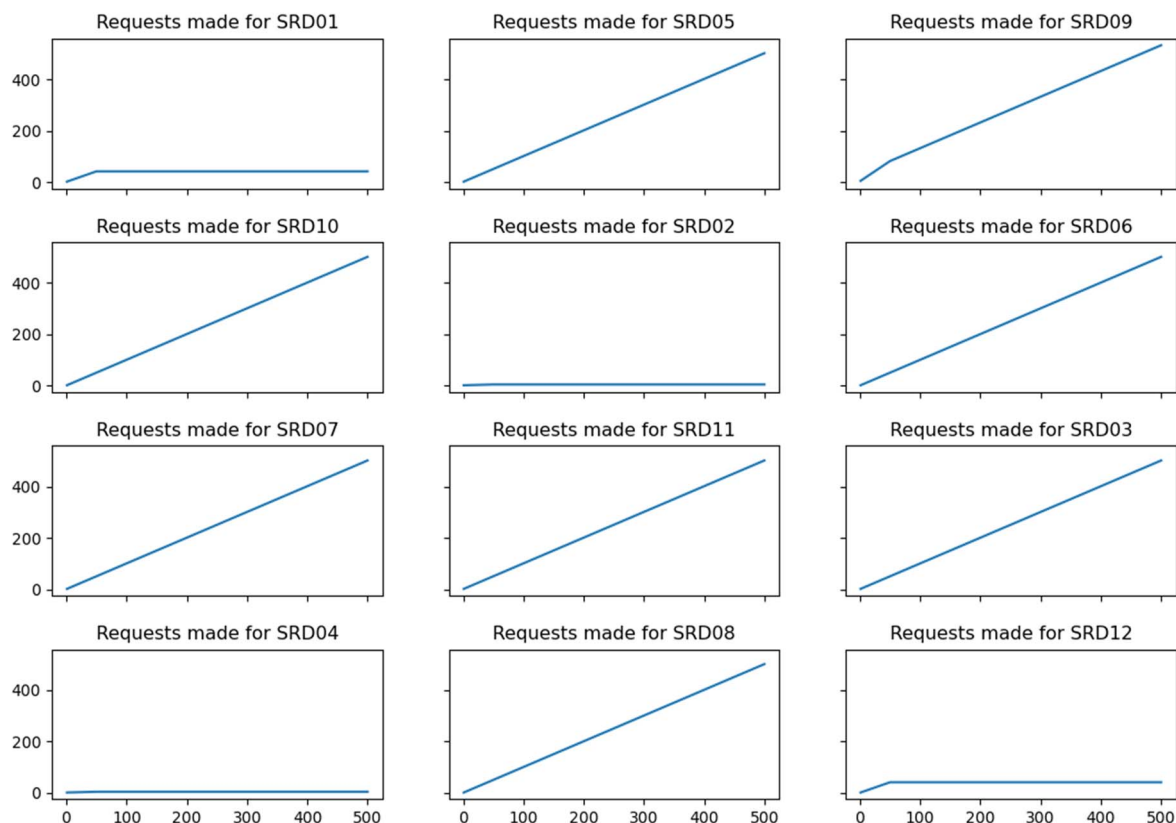 Requests made for SRD01
Requests made for SRD05
Requests made for SRD09
400
200
0
Requests made for SRD10
Requests made for SRD02
Requests made for SRD06
400
200
0
Requests made for SRD07
Requests made for SRD11
Requests made for SRD03
400
200
0
Requests made for SRD04
Requests made for SRD08
Requests made for SRD12
400
200
0
0 100 200 300 400 500
0 100 200 300 400 500
0 100 200 300 400 500